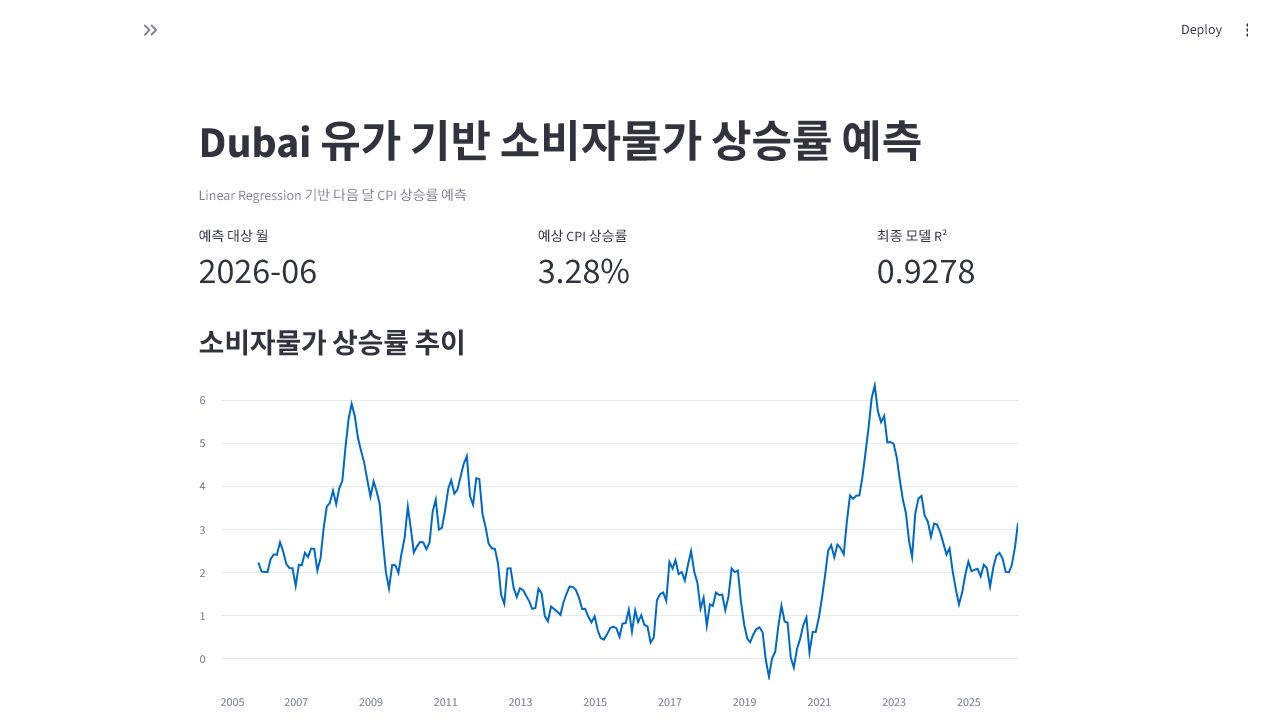 Deploy
Dubai 유가 기반 소비자물가 상승률 예측
Linear Regression 기반 다음 달 CPI 상승률 예측
예측 대상 월
예상 CPI 상승률
최종 모델 R²
2026-06
3.28%
0.9278
소비자물가 상승률 추이
6
5
4
3
2
1
0
2005 2007 2009 2011 2013 2015 2017 2019 2021 2023 2025